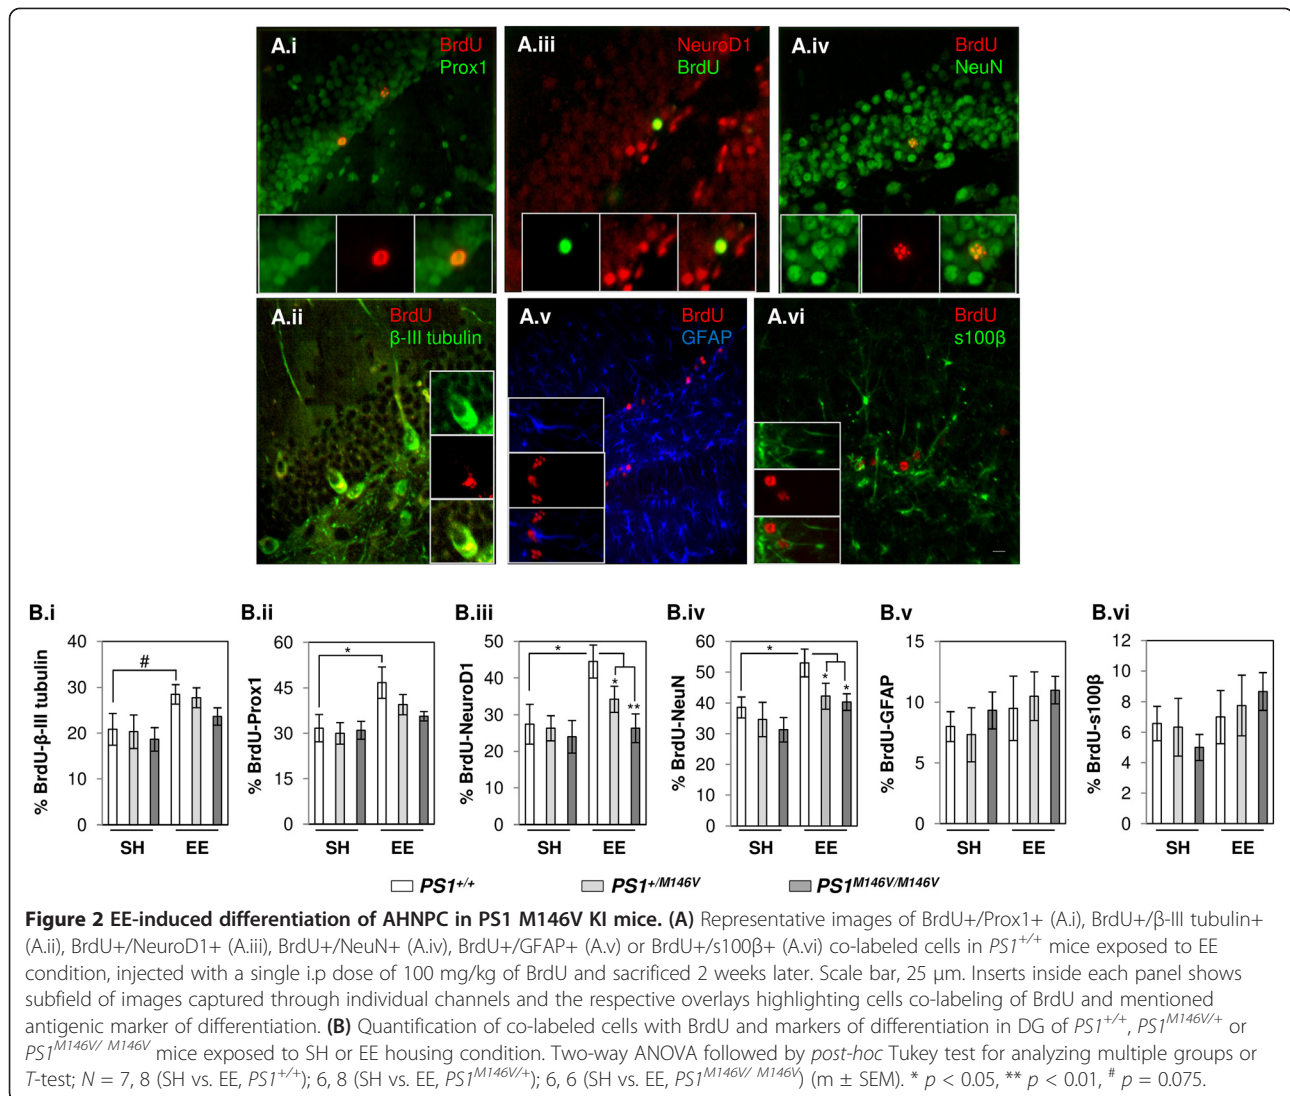 A.i
BrdU
Prox1
A.iii
NeuroD1
BrdU
A.iv
BrdU
NeuN
A.ii
BrdU
β-III tubulin
A.v
BrdU
GFAP
A.vi
BrdU
s100β
B.i
% BrdU-β-III tubulin
40
30
20
10
0
#
SH
EE
B.ii
% BrdU-Prox1
60
45
30
15
0
*
SH
EE
B.iii
% BrdU-NeuroD1
50
40
30
20
10
0
*
*
**
SH
EE
B.iv
% BrdU-NeuN
60
50
40
30
20
10
0
*
*
*
SH
EE
B.v
% BrdU-GFAP
15
10
5
0
SH
EE
B.vi
% BrdU-s100β
12
10
8
6
4
2
0
SH
EE
PS1+/+
PS1+/M146V
PS1M146V/M146V
Figure 2 EE-induced differentiation of AHNPC in PS1 M146V KI mice. (A) Representative images of BrdU+/Prox1+ (A.i), BrdU+/β-III tubulin+
(A.ii), BrdU+/NeuroD1+ (A.iii), BrdU+/NeuN+ (A.iv), BrdU+/GFAP+ (A.v) or BrdU+/s100β+ (A.vi) co-labeled cells in PS1+/+ mice exposed to EE
condition, injected with a single i.p dose of 100 mg/kg of BrdU and sacrificed 2 weeks later. Scale bar, 25 μm. Inserts inside each panel shows
subfield of images captured through individual channels and the respective overlays highlighting cells co-labeling of BrdU and mentioned
antigenic marker of differentiation. (B) Quantification of co-labeled cells with BrdU and markers of differentiation in DG of PS1+/+, PS1M146V/+ or
PS1M146V/ M146V mice exposed to SH or EE housing condition. Two-way ANOVA followed by post-hoc Tukey test for analyzing multiple groups or
T-test; N = 7, 8 (SH vs. EE, PS1+/+); 6, 8 (SH vs. EE, PS1M146V/+); 6, 6 (SH vs. EE, PS1M146V/ M146V) (m ± SEM). * p < 0.05, ** p < 0.01, # p = 0.075.